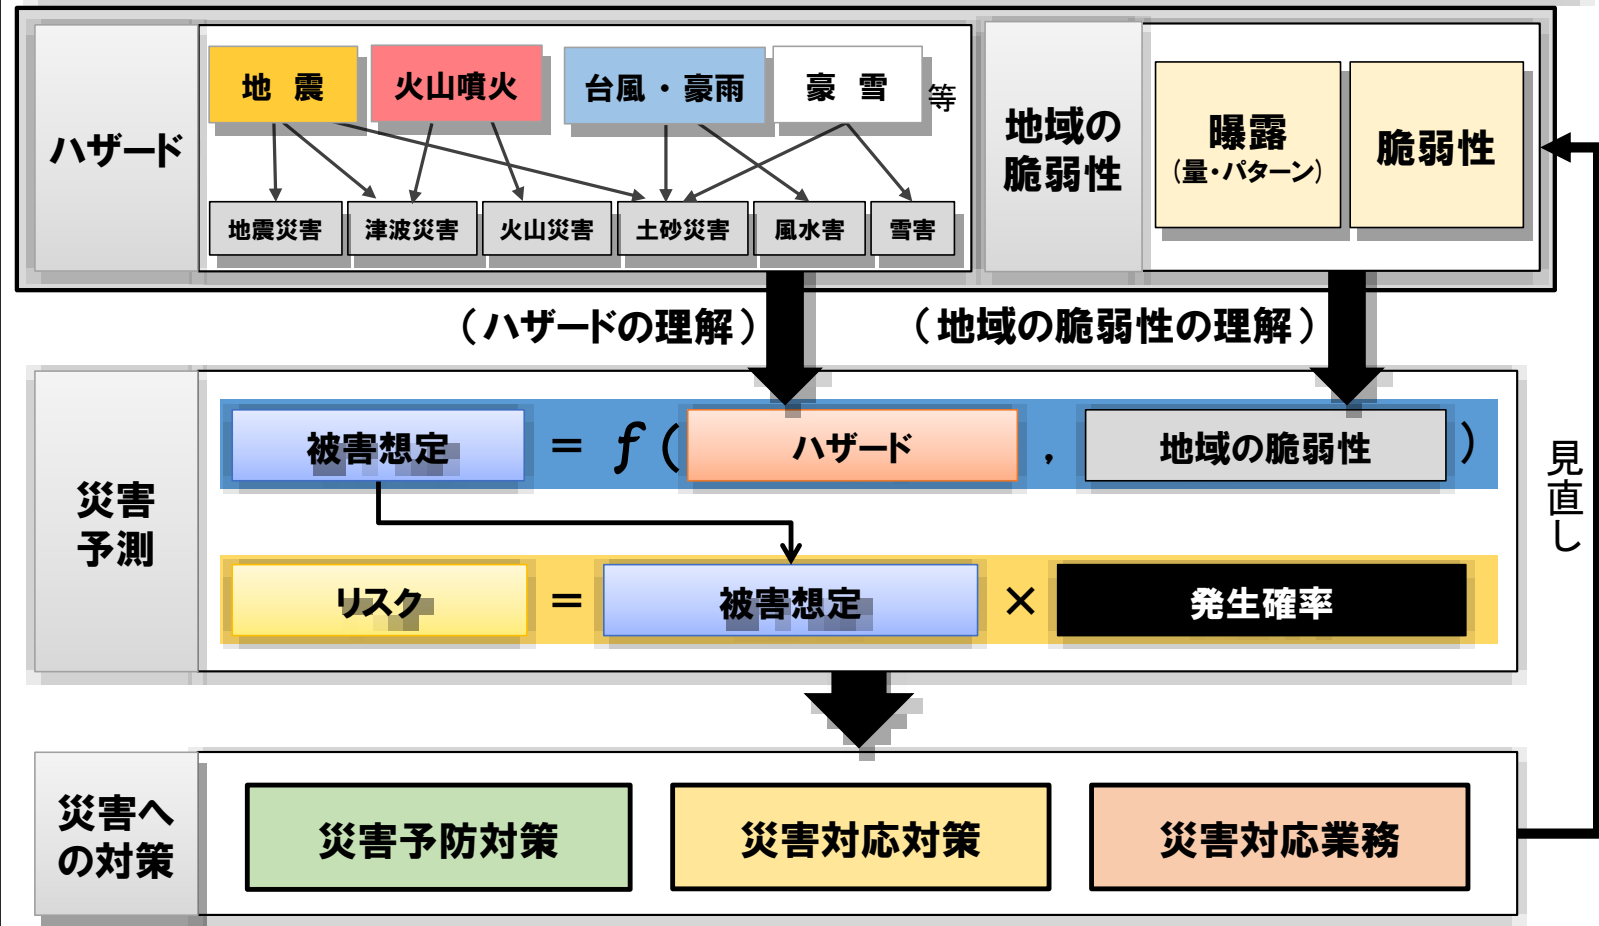 ハザード
地 震
火山噴火
台風・豪雨
豪 雪
等
地震災害
津波災害
火山災害
土砂災害
風水害
雪害
地域の
脆弱性
曝露
(量・パターン)
脆弱性
(ハザードの理解)
(地域の脆弱性の理解)
災害
予測
被害想定 = f ( ハザード , 地域の脆弱性 )
リスク = 被害想定 × 発生確率
見直し
災害へ
の対策
災害予防対策
災害対応対策
災害対応業務